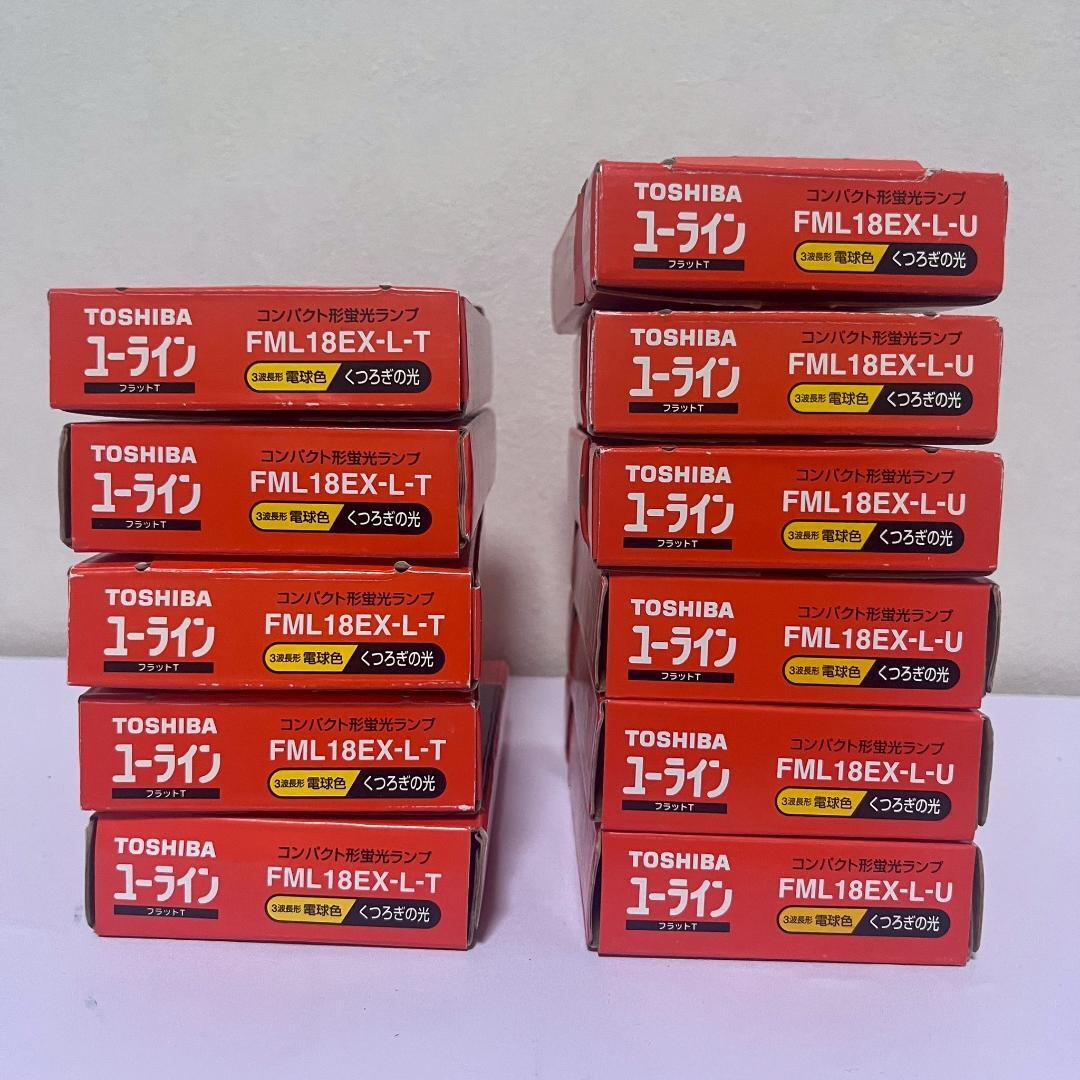 TOSHIBA
ユーライン
フラットT
コンパクト形蛍光ランプ
FML18EX-L-T
3波長形 電球色 くつろぎの光
TOSHIBA
ユーライン
フラットT
コンパクト形蛍光ランプ
FML18EX-L-T
3波長形 電球色 くつろぎの光
TOSHIBA
ユーライン
フラットT
コンパクト形蛍光ランプ
FML18EX-L-T
3波長形 電球色 くつろぎの光
TOSHIBA
ユーライン
フラットT
コンパクト形蛍光ランプ
FML18EX-L-T
3波長形 電球色 くつろぎの光
TOSHIBA
ユーライン
フラットT
コンパクト形蛍光ランプ
FML18EX-L-T
3波長形 電球色 くつろぎの光
TOSHIBA
ユーライン
フラットT
コンパクト形蛍光ランプ
FML18EX-L-U
3波長形 電球色 くつろぎの光
TOSHIBA
ユーライン
フラットT
コンパクト形蛍光ランプ
FML18EX-L-U
3波長形 電球色 くつろぎの光
TOSHIBA
ユーライン
フラットT
コンパクト形蛍光ランプ
FML18EX-L-U
3波長形 電球色 くつろぎの光
TOSHIBA
ユーライン
フラットT
コンパクト形蛍光ランプ
FML18EX-L-U
3波長形 電球色 くつろぎの光
TOSHIBA
ユーライン
フラットT
コンパクト形蛍光ランプ
FML18EX-L-U
3波長形 電球色 くつろぎの光
TOSHIBA
ユーライン
フラットT
コンパクト形蛍光ランプ
FML18EX-L-U
3波長形 電球色 くつろぎの光